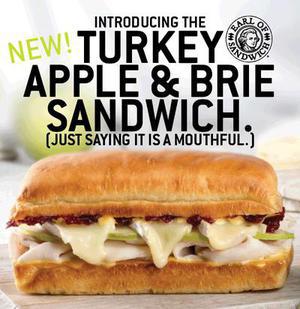 INTRODUCING THE
NEW! TURKEY
EARL OF SANDWICH
APPLE & BRIE
SANDWICH.
(JUST SAYING IT IS A MOUTHFUL.)